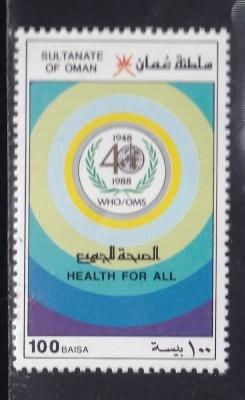 SULTANATE
OF OMAN
سلطنة عُمان
1948
40
1988
WHO/OMS
الصحة للجميع
HEALTH FOR ALL
100 BAISA
١٠٠ بيسة